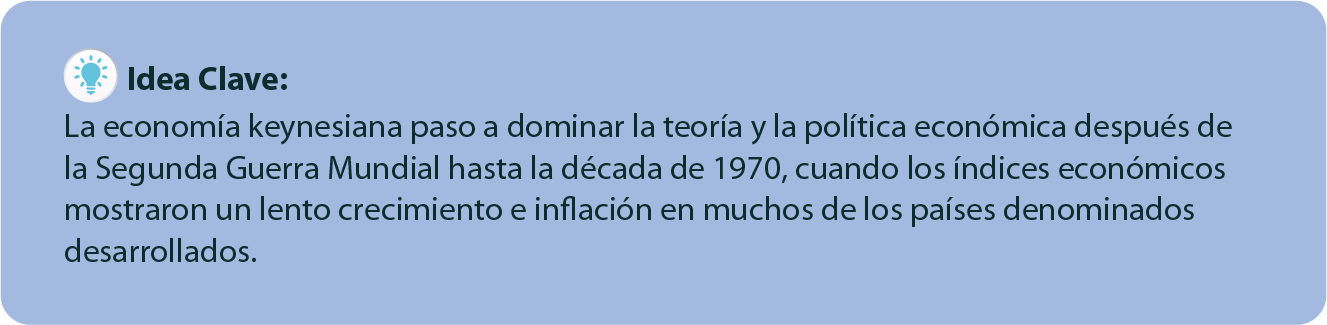 Idea Clave:
La economía keynesiana paso a dominar la teoría y la política económica después de
la Segunda Guerra Mundial hasta la década de 1970, cuando los índices económicos
mostraron un lento crecimiento e inflación en muchos de los países denominados
desarrollados.